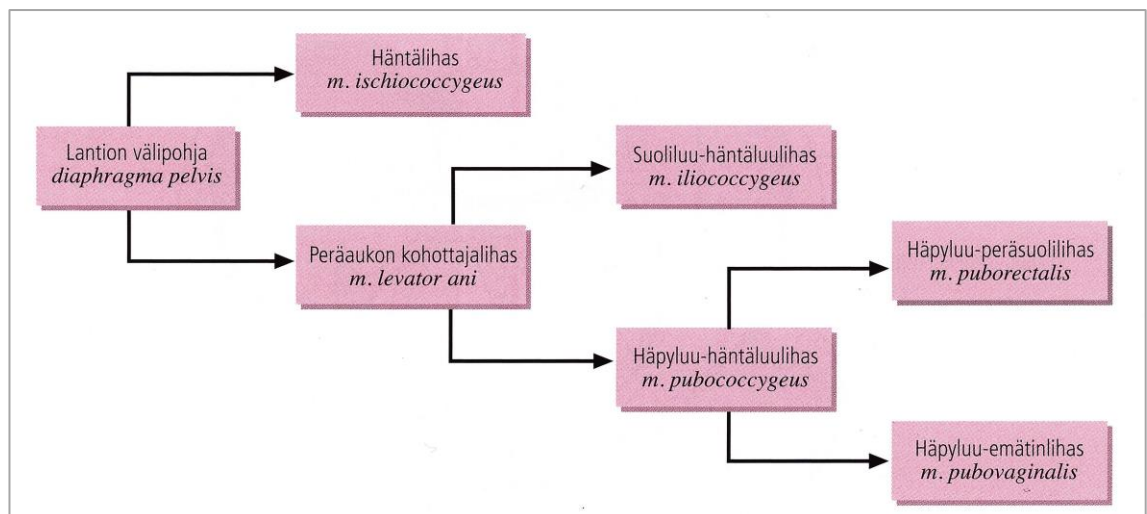 Häntälihas
m. ischiococcygeus
Lantion välipohja
diaphragma pelvis
Suoliluu-häntäluulihas
m. iliococcygeus
Peräaukon kohottajalihas
m. levator ani
Häpyluu-peräsuolilihas
m. puborectalis
Häpyluu-häntäluulihas
m. pubococcygeus
Häpyluu-emätinlihas
m. pubovaginalis